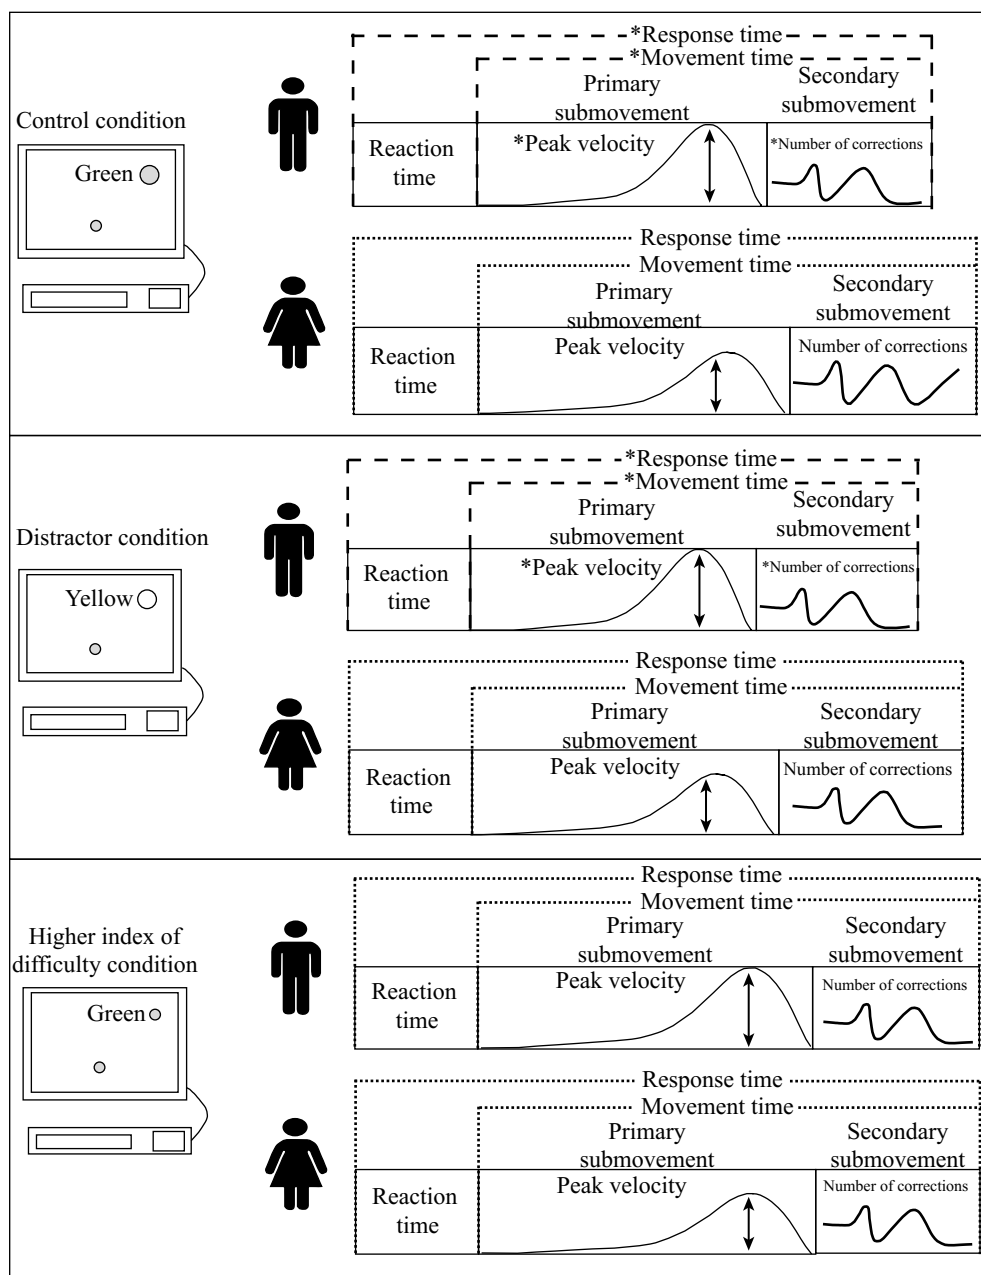 Control condition
Green
*Response time
*Movement time
Primary
submovement
Secondary
submovement
Reaction
time
*Peak velocity
*Number of corrections
Response time
Movement time
Primary
submovement
Secondary
submovement
Reaction
time
Peak velocity
Number of corrections
Distractor condition
Yellow
*Response time
*Movement time
Primary
submovement
Secondary
submovement
Reaction
time
*Peak velocity
*Number of corrections
Response time
Movement time
Primary
submovement
Secondary
submovement
Reaction
time
Peak velocity
Number of corrections
Higher index of
difficulty condition
Green
Response time
Movement time
Primary
submovement
Secondary
submovement
Reaction
time
Peak velocity
Number of corrections
Response time
Movement time
Primary
submovement
Secondary
submovement
Reaction
time
Peak velocity
Number of corrections